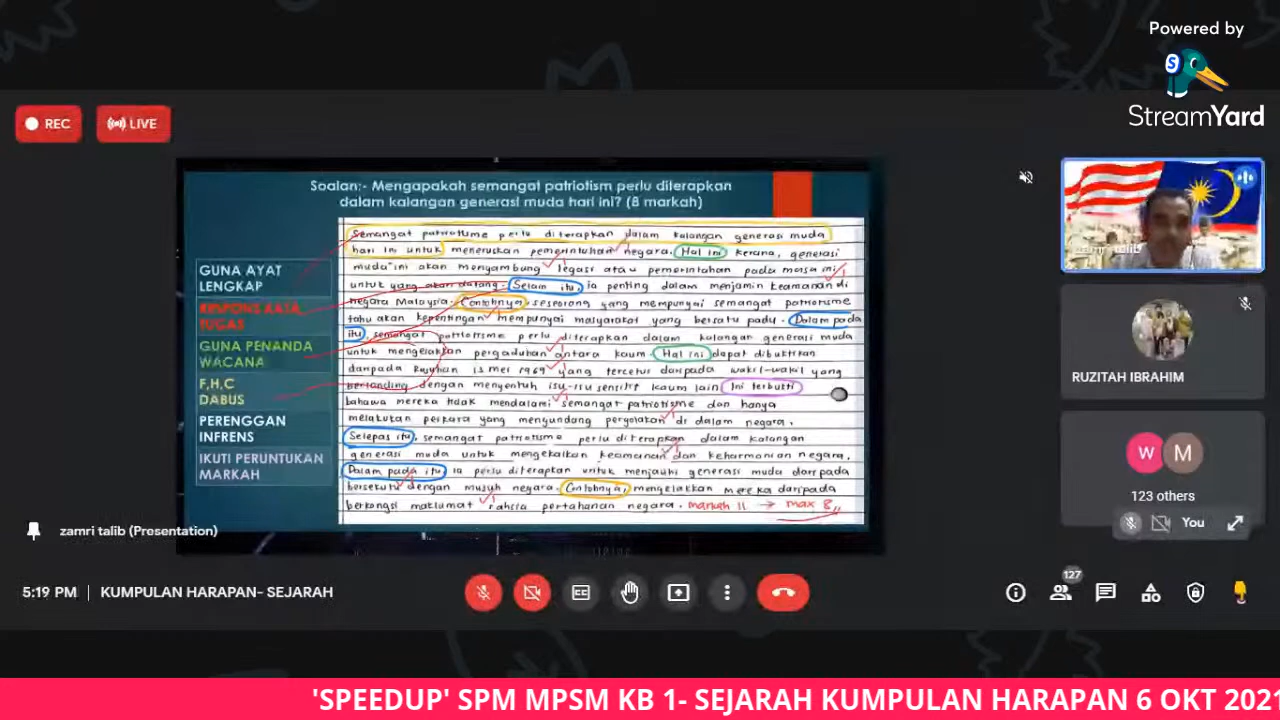 Powered by
StreamYard
REC
LIVE
Soalan:- Mengapakah semangat patriotism perlu diterapkan
dalam kalangan generasi muda hari ini? (8 markah)
GUNA AYAT
LENGKAP
RESPONS KATA
TUGAS
GUNA PENANDA
WACANA
F,H,C
DABUS
PERENGGAN
INFRENS
IKUTI PERUNTUKAN
MARKAH
Semangat patriotisme perlu diterapkan dalam kalangan generasi muda
hari ini untuk meneruskan pemerintahan negara. Hal ini kerana, generasi
muda ini akan menyambung legasi atau pemerintahan pada masa ini
untuk yang akan datang. Selain itu, ia penting dalam menjamin keamanan di
negara Malaysia. Contohnya, seseorang yang mempunyai semangat patriotisme
tahu akan kepentingan mempunyai masyarakat yang bersatu padu. Dalam pada
itu, semangat patriotisme perlu diterapkan dalam kalangan generasi muda
untuk mengelakkan pergaduhan antara kaum. Hal ini dapat dibuktikan
daripada 13 mei 1969 yang tercetus daripada wakil-wakil yang
bertanding dengan menyentuh isu-isu sensitif kaum lain Ini terbukti
bahawa mereka tidak mendalami semangat patriotisme dan hanya
melakukan perkara yang mengundang pergolakan di dalam negara.
Selepas itu, semangat patriotisme perlu diterapkan dalam kalangan
generasi muda untuk mengekalkan keamanan dan keharmonian negara.
Dalam pada itu ia perlu diterapkan untuk menjauhi generasi muda daripada
bersekutu dengan musuh negara. Contohnya, mengelakkan mereka daripada
berkongsi maklumat rahsia pertahanan negara. markah 11 → max 8
zamri talib (Presentation)
RUZITAH IBRAHIM
W
M
123 others
You
5:19 PM | KUMPULAN HARAPAN- SEJARAH
127
'SPEEDUP' SPM MPSM KB 1- SEJARAH KUMPULAN HARAPAN 6 OKT 2021